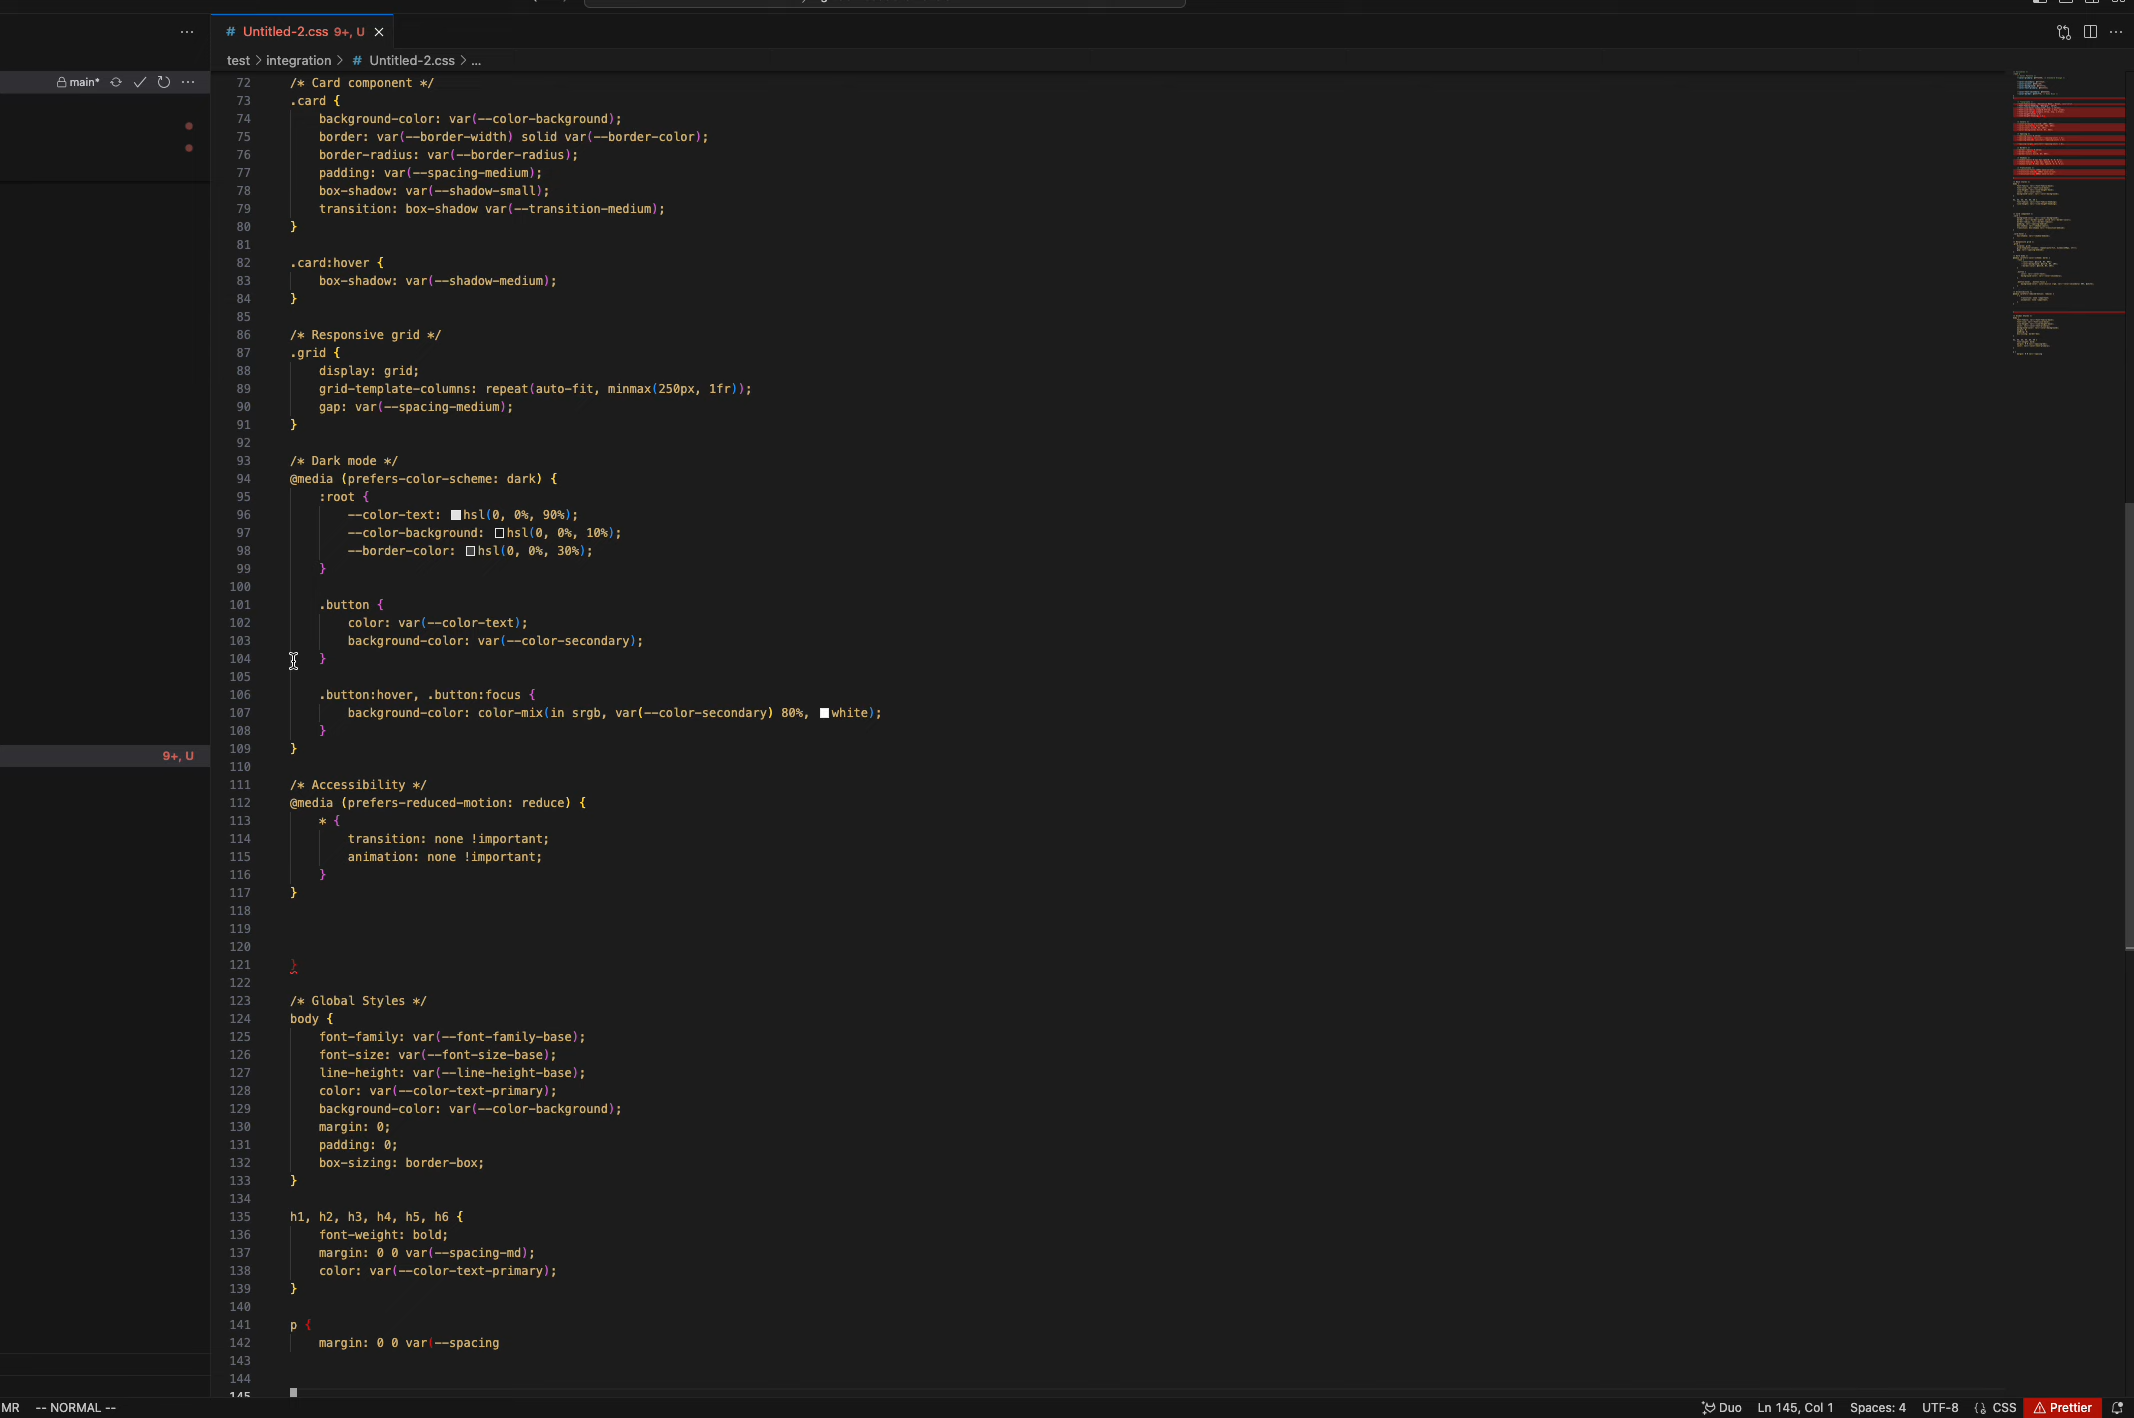 # Untitled-2.css 9+, U
test > integration > # Untitled-2.css > ...
main*
9+, U
72 /* Card component */
73 .card {
74 background-color: var(--color-background);
75 border: var(--border-width) solid var(--border-color);
76 border-radius: var(--border-radius);
77 padding: var(--spacing-medium);
78 box-shadow: var(--shadow-small);
79 transition: box-shadow var(--transition-medium);
80 }
81
82 .card:hover {
83 box-shadow: var(--shadow-medium);
84 }
85
86 /* Responsive grid */
87 .grid {
88 display: grid;
89 grid-template-columns: repeat(auto-fit, minmax(250px, 1fr));
90 gap: var(--spacing-medium);
91 }
92
93 /* Dark mode */
94 @media (prefers-color-scheme: dark) {
95 :root {
96 --color-text: hsl(0, 0%, 90%);
97 --color-background: hsl(0, 0%, 10%);
98 --border-color: hsl(0, 0%, 30%);
99 }
100
101 .button {
102 color: var(--color-text);
103 background-color: var(--color-secondary);
104 }
105
106 .button:hover, .button:focus {
107 background-color: color-mix(in srgb, var(--color-secondary) 80%, white);
108 }
109 }
110
111 /* Accessibility */
112 @media (prefers-reduced-motion: reduce) {
113 * {
114 transition: none !important;
115 animation: none !important;
116 }
117 }
118
119
120
121 }
122
123 /* Global Styles */
124 body {
125 font-family: var(--font-family-base);
126 font-size: var(--font-size-base);
127 line-height: var(--line-height-base);
128 color: var(--color-text-primary);
129 background-color: var(--color-background);
130 margin: 0;
131 padding: 0;
132 box-sizing: border-box;
133 }
134
135 h1, h2, h3, h4, h5, h6 {
136 font-weight: bold;
137 margin: 0 0 var(--spacing-md);
138 color: var(--color-text-primary);
139 }
140
141 p {
142 margin: 0 0 var(--spacing
143
144
145
MR -- NORMAL -- Duo Ln 145, Col 1 Spaces: 4 UTF-8 {} CSS Prettier